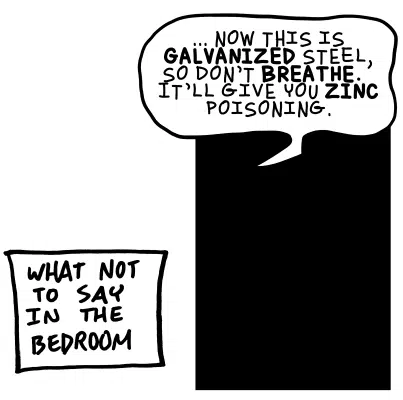 ... NOW THIS IS
GALVANIZED STEEL,
SO DON'T BREATHE.
IT'LL GIVE YOU ZINC
POISONING.
WHAT NOT
TO SAY
IN THE
BEDROOM